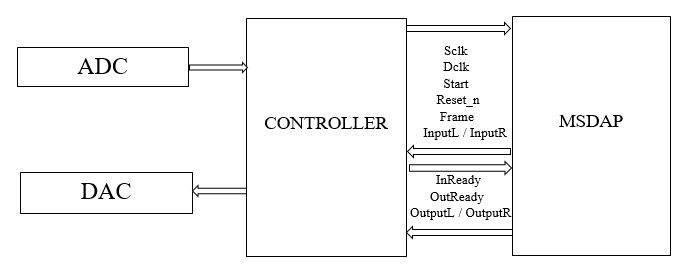 ADC
DAC
CONTROLLER
Sclk
Dclk
Start
Reset_n
Frame
InputL / InputR
InReady
OutReady
OutputL / OutputR
MSDAP